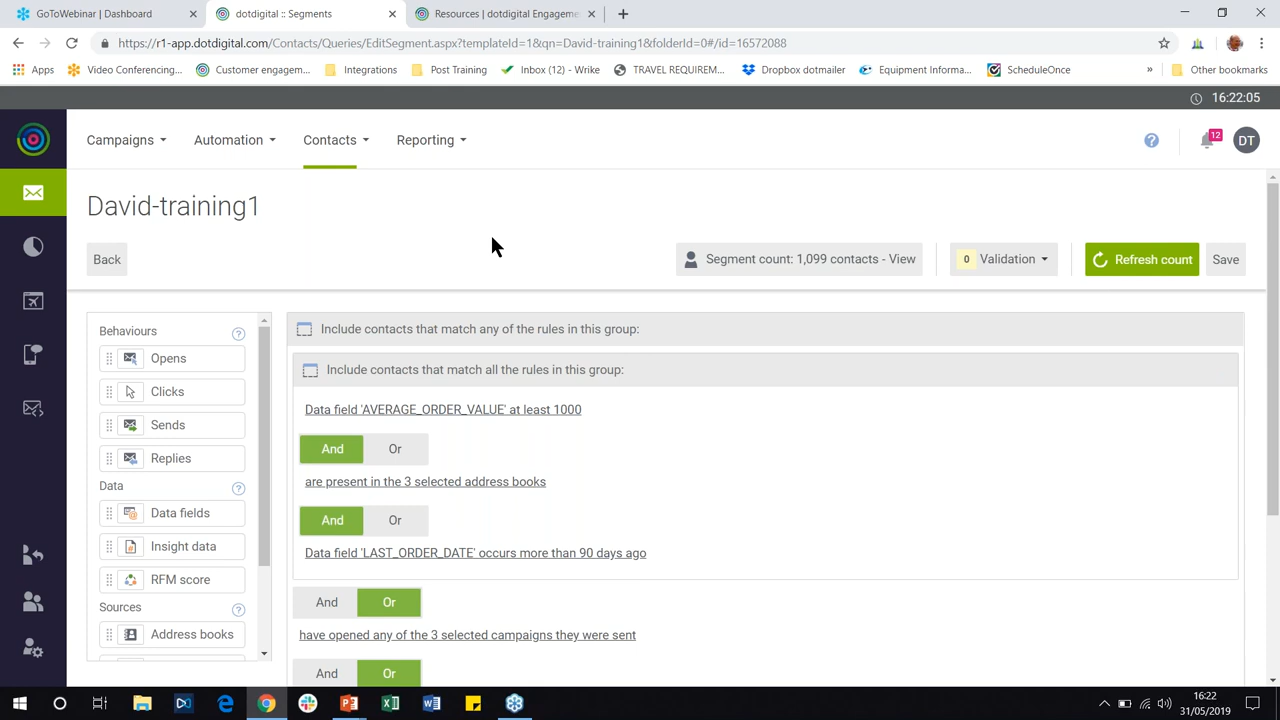 GoToWebinar | Dashboard
dotdigital :: Segments
Resources | dotdigital Engageme
https://r1-app.dotdigital.com/Contacts/Queries/EditSegment.aspx?templateId=1&qn=David-training1&folderId=0#/id=16572088
Apps
Video Conferencing...
Customer engagem...
Integrations
Post Training
Inbox (12) - Wrike
TRAVEL REQUIREM...
Dropbox dotmailer
Equipment Informa...
ScheduleOnce
»
Other bookmarks
16:22:05
Campaigns
Automation
Contacts
Reporting
?
12
DT
David-training1
Back
Segment count: 1,099 contacts - View
0 Validation
Refresh count
Save
Behaviours ?
Opens
Clicks
Sends
Replies
Data ?
Data fields
Insight data
RFM score
Sources ?
Address books
Include contacts that match any of the rules in this group:
Include contacts that match all the rules in this group:
Data field 'AVERAGE_ORDER_VALUE' at least 1000
And Or
are present in the 3 selected address books
And Or
Data field 'LAST_ORDER_DATE' occurs more than 90 days ago
And Or
have opened any of the 3 selected campaigns they were sent
And Or
16:22
31/05/2019